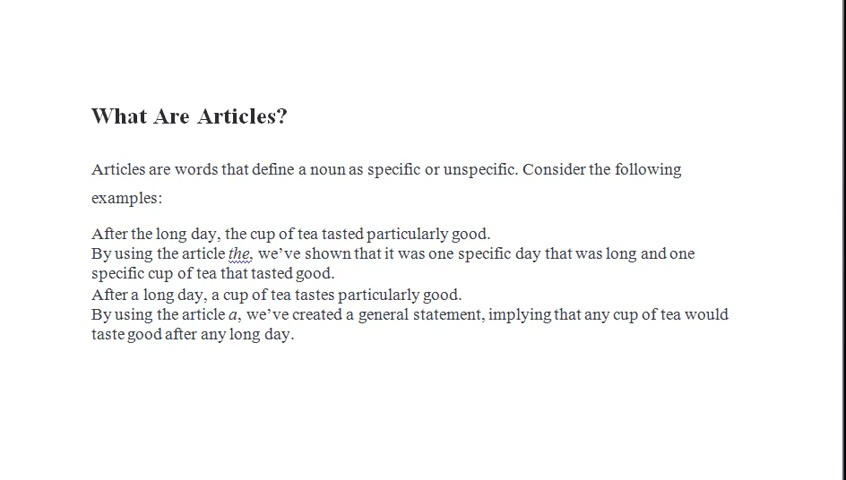 What Are Articles?
Articles are words that define a noun as specific or unspecific. Consider the following
examples:
After the long day, the cup of tea tasted particularly good.
By using the article the, we’ve shown that it was one specific day that was long and one
specific cup of tea that tasted good.
After a long day, a cup of tea tastes particularly good.
By using the article a, we’ve created a general statement, implying that any cup of tea would
taste good after any long day.